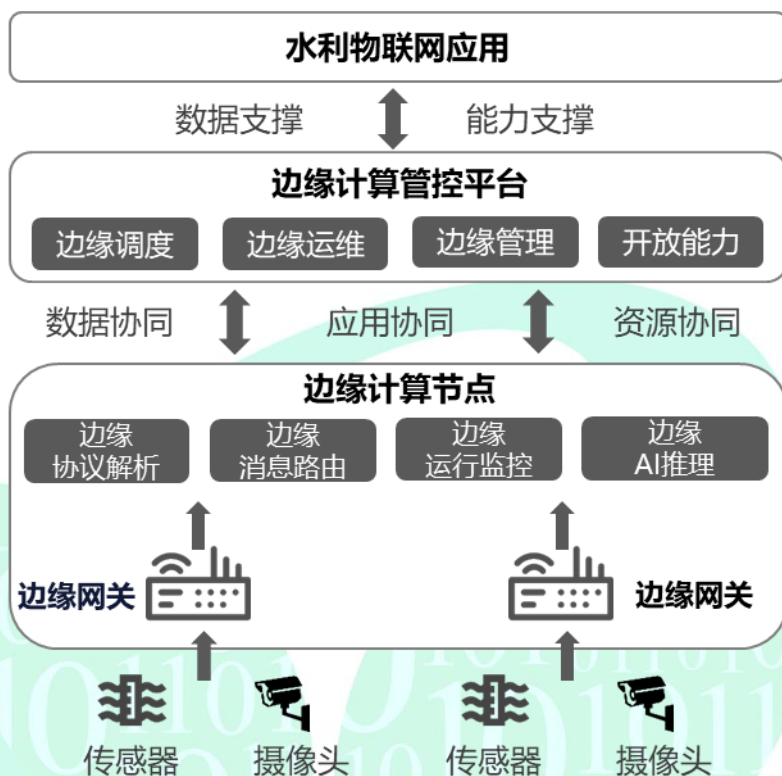 水利物联网应用
数据支撑 能力支撑
边缘计算管控平台
边缘调度 边缘运维 边缘管理 开放能力
数据协同 应用协同 资源协同
边缘计算节点
边缘 边缘 边缘 边缘
协议解析 消息路由 运行监控 AI推理
边缘网关 边缘网关
传感器 摄像头 传感器 摄像头